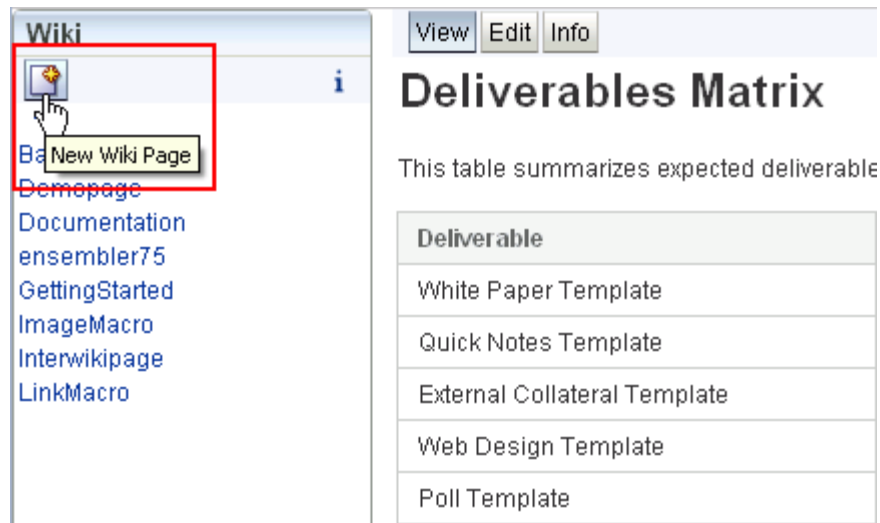 Wiki
i
New Wiki Page
Ba
Demopage
Documentation
ensembler75
GettingStarted
ImageMacro
Interwikipage
LinkMacro
View Edit Info
Deliverables Matrix
This table summarizes expected deliverable
Deliverable
White Paper Template
Quick Notes Template
External Collateral Template
Web Design Template
Poll Template